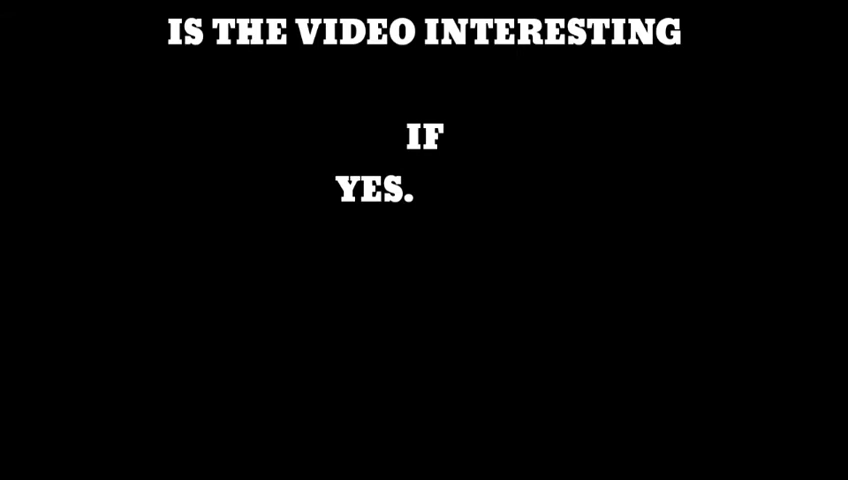 IS THE VIDEO INTERESTING
IF
YES.